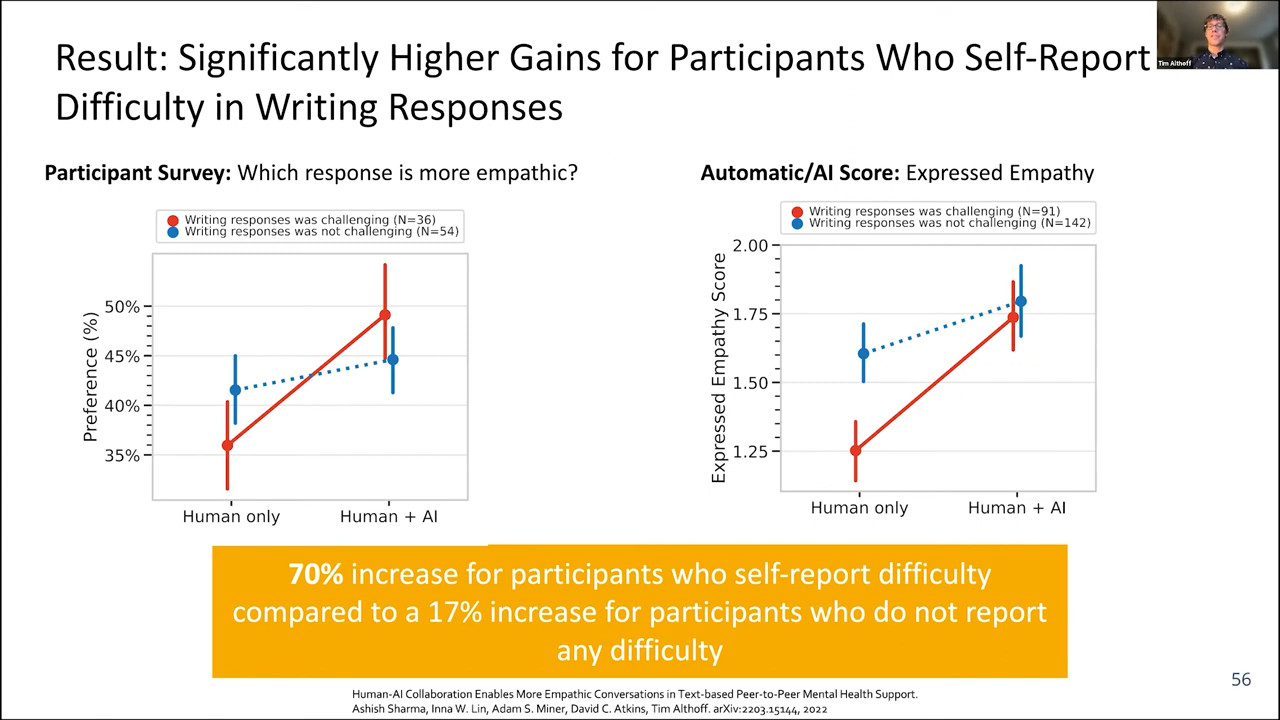 Result: Significantly Higher Gains for Participants Who Self-Report
Difficulty in Writing Responses
Tim Althoff
Participant Survey: Which response is more empathic?
Writing responses was challenging (N=36)
Writing responses was not challenging (N=54)
Preference (%)
50%
45%
40%
35%
Human only
Human + AI
Automatic/AI Score: Expressed Empathy
Writing responses was challenging (N=91)
Writing responses was not challenging (N=142)
Expressed Empathy Score
2.00
1.75
1.50
1.25
Human only
Human + AI
70% increase for participants who self-report difficulty
compared to a 17% increase for participants who do not report
any difficulty
56
Human-AI Collaboration Enables More Empathic Conversations in Text-based Peer-to-Peer Mental Health Support.
Ashish Sharma, Inna W. Lin, Adam S. Miner, David C. Atkins, Tim Althoff. arXiv:2203.15144, 2022